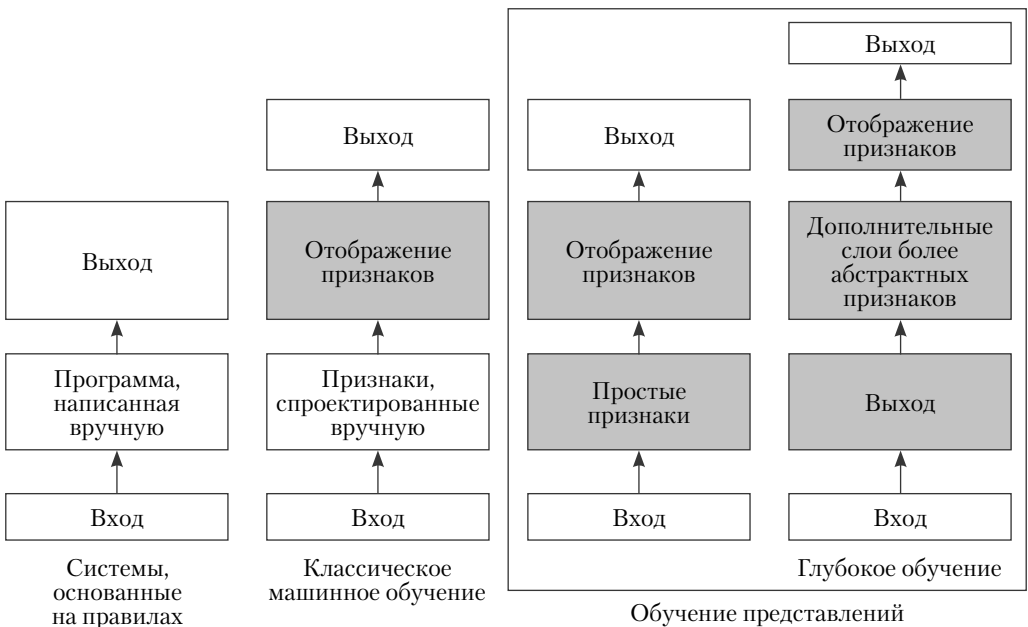 Выход
Отображение
признаков
Дополнительные
слои более
абстрактных
признаков
Выход
Вход
Глубокое обучение
Выход
Отображение
признаков
Простые
признаки
Вход
Обучение представлений
Выход
Отображение
признаков
Признаки,
спроектированные
вручную
Вход
Классическое
машинное обучение
Выход
Программа,
написанная
вручную
Вход
Системы,
основанные
на правилах